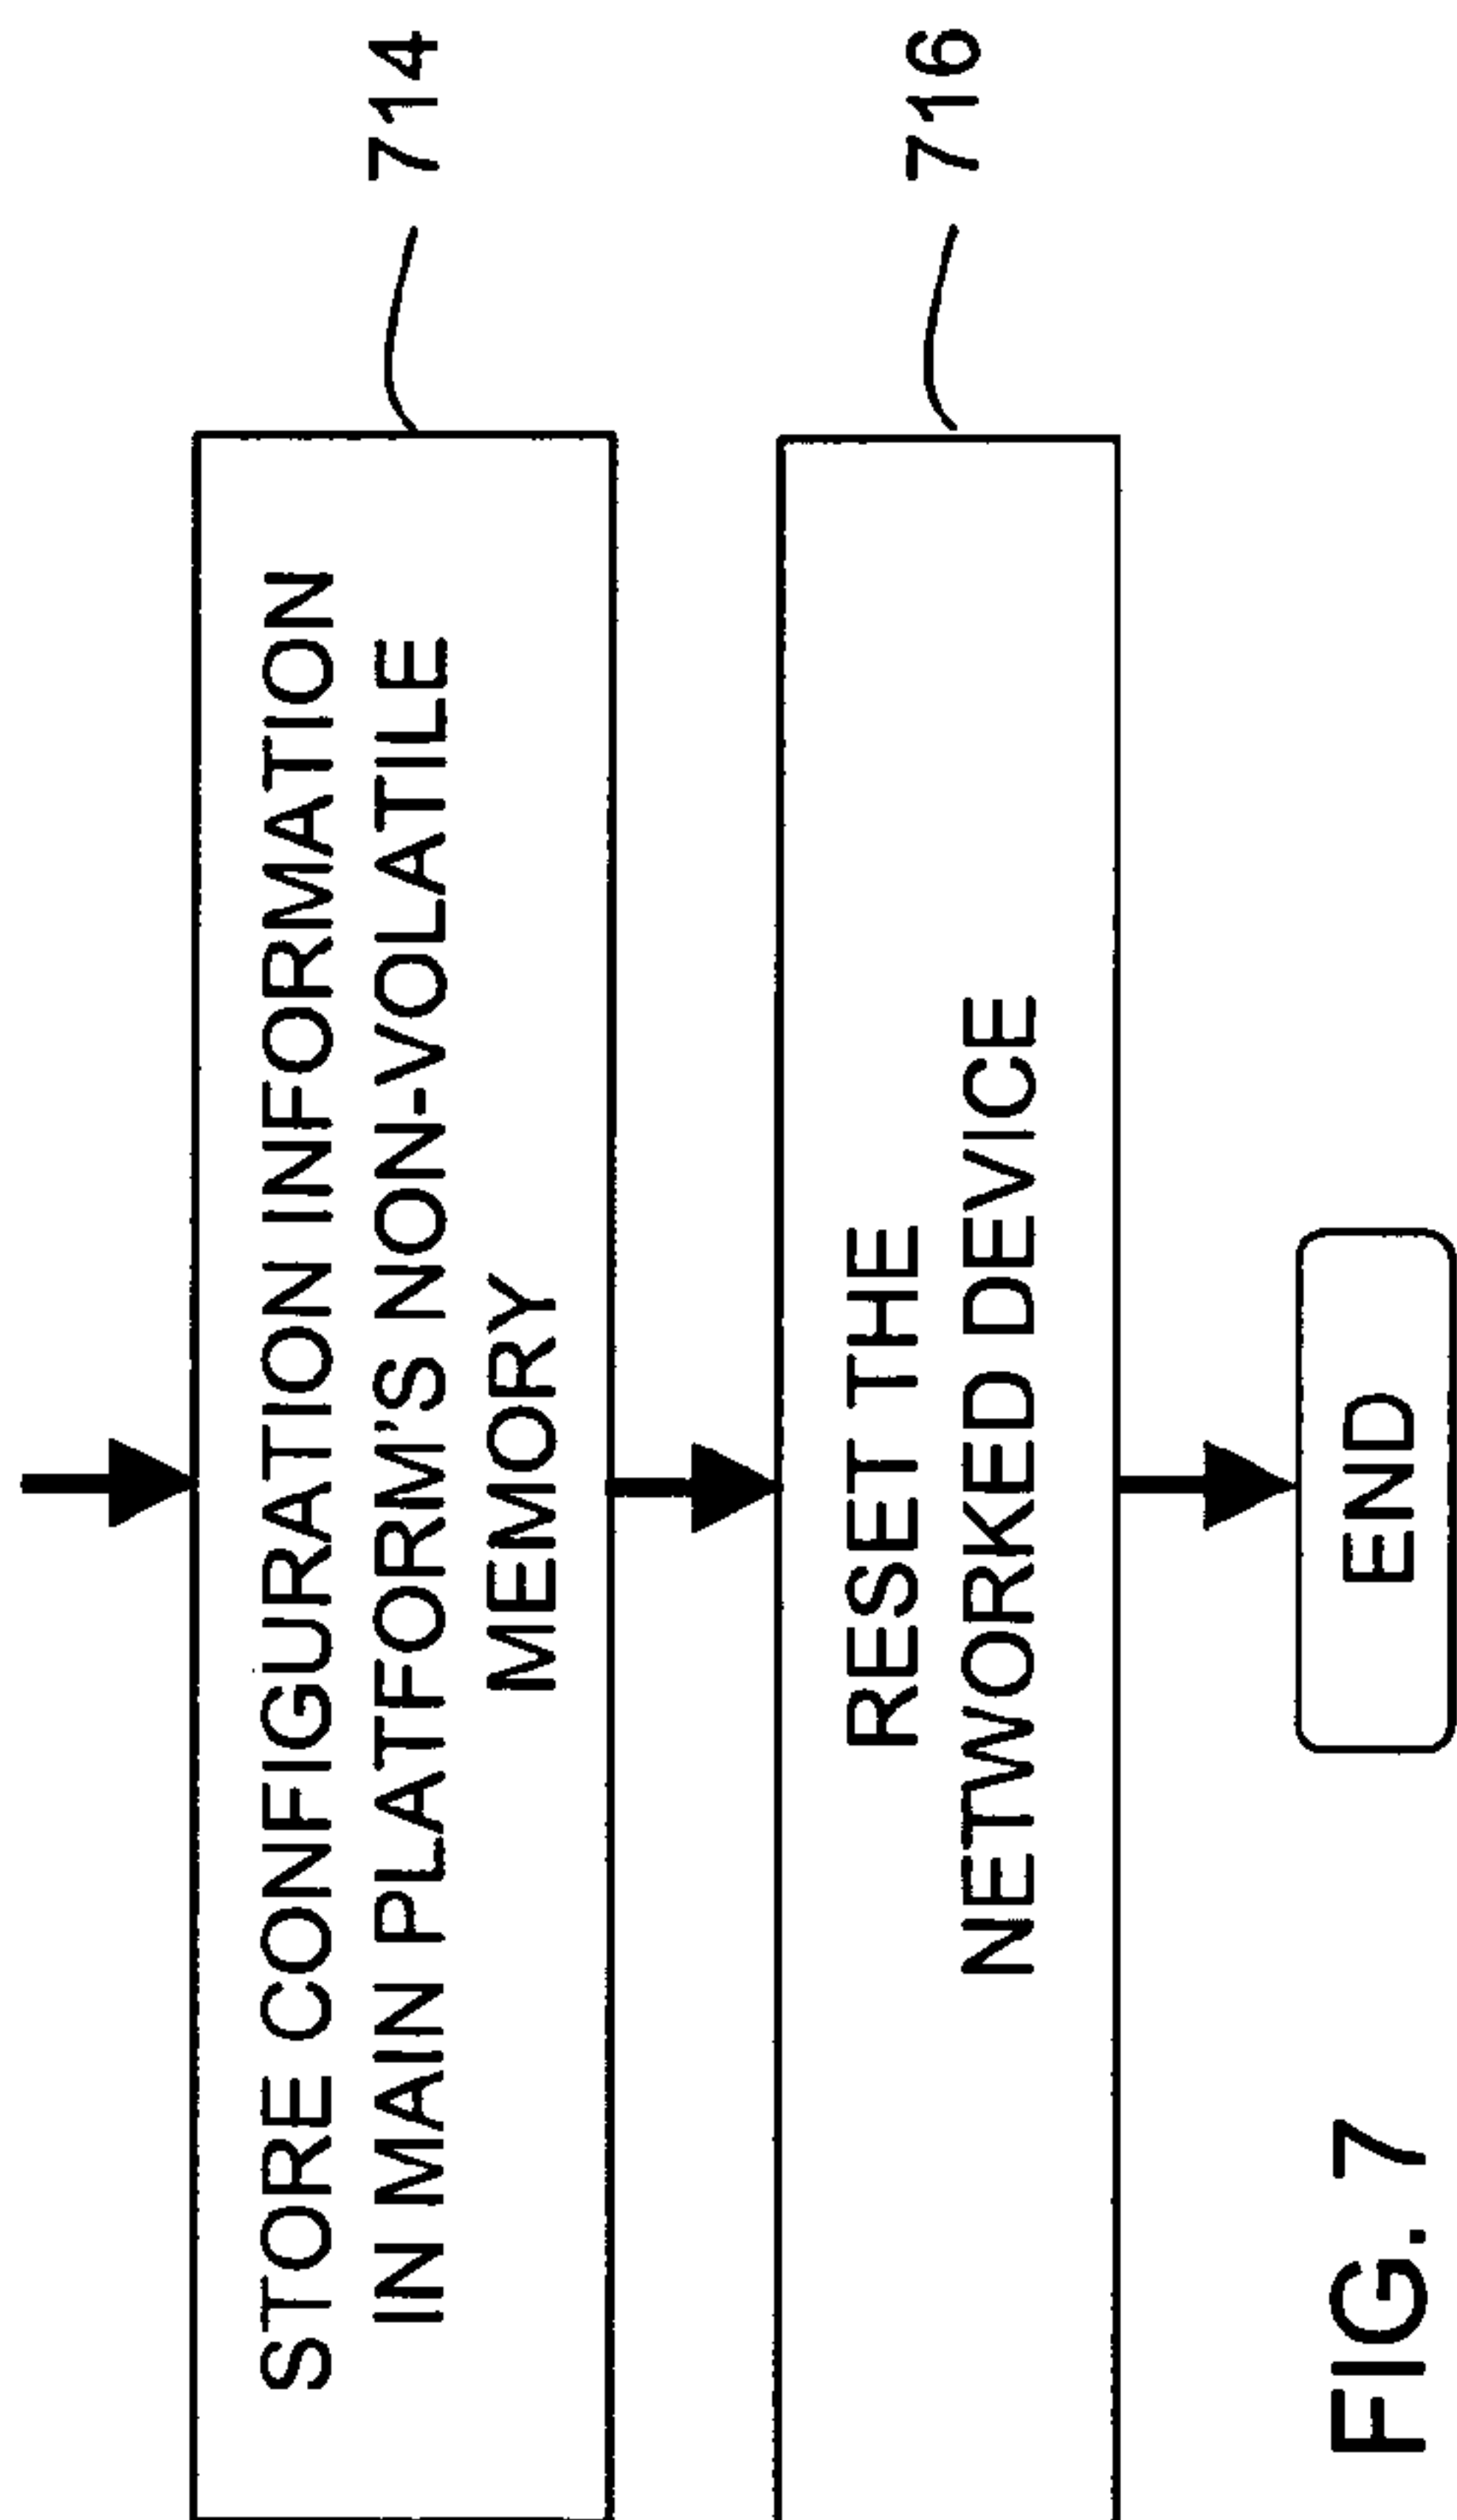 STORE CONFIGURATION INFORMATION
IN MAIN PLATFORM'S NON-VOLATILE
MEMORY
714
RESET THE
NETWORKED DEVICE
716
END
FIG. 7